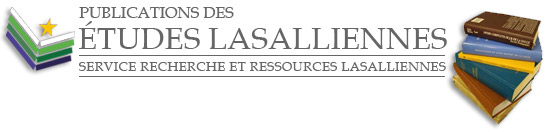 PUBLICATIONS DES
ÉTUDES LASALLIENNES
SERVICE RECHERCHE ET RESSOURCES LASALLIENNES